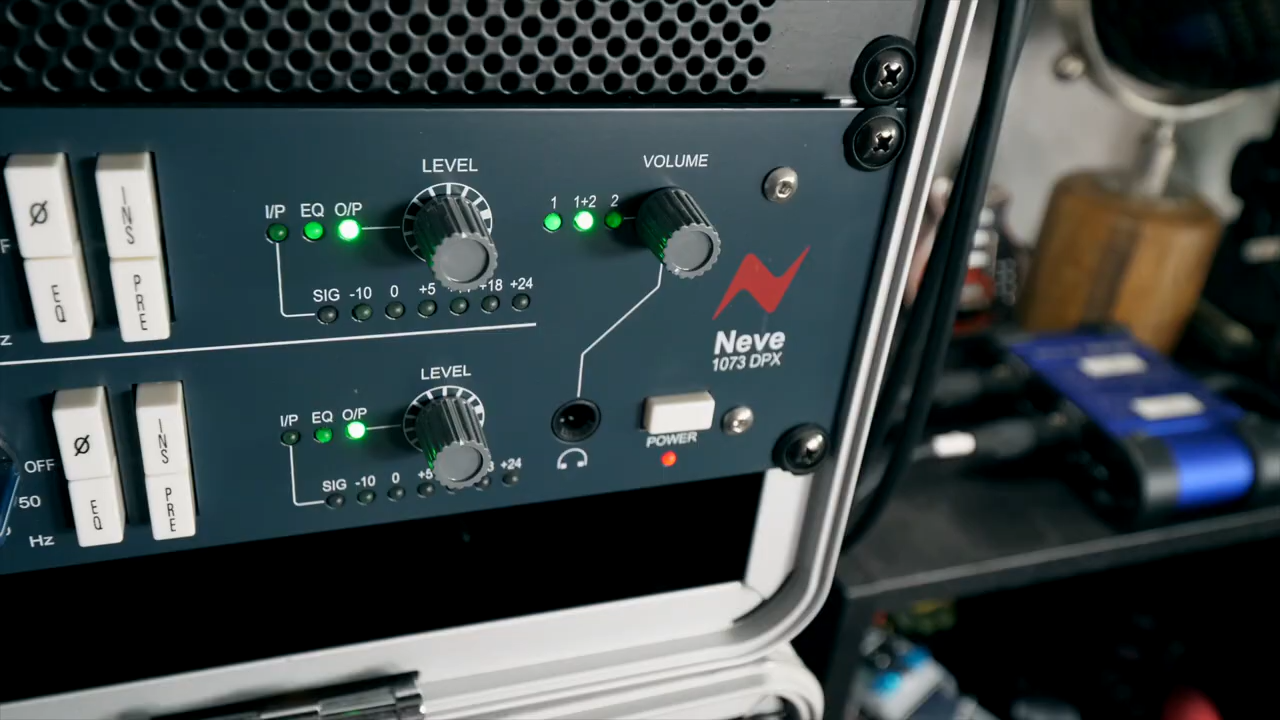 LEVEL
VOLUME
Ø
INS
I/P EQ O/P
1 1+2 2
EQ
PRE
SIG -10 0 +5 +18 +24
Neve
1073 DPX
LEVEL
I/P EQ O/P
Ø
INS
POWER
OFF
SIG -10 0 +24
50
EQ
PRE
Hz